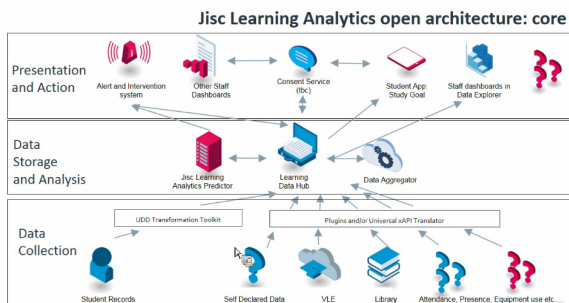 Jisc Learning Analytics open architecture: core
Presentation
and Action
Alert and Intervention
system
Other Staff
Dashboards
Consent Service
(tbc)
Student App:
Study Goal
Staff dashboards in
Data Explorer
Data
Storage
and Analysis
Jisc Learning
Analytics Predictor
Learning
Data Hub
Data Aggregator
UDD Transformation Toolkit
Plugins and/or Universal xAPI Translator
Data
Collection
Student Records
Self Declared Data
VLE
Library
Attendance, Presence, Equipment use etc....